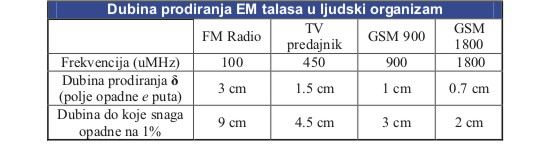 Dubina prodiranja EM talasa u ljudski organizam
FM Radio TV predajnik GSM 900 GSM 1800
Frekvencija (uMHz) 100 450 900 1800
Dubina prodiranja δ (polje opadne e puta) 3 cm 1.5 cm 1 cm 0.7 cm
Dubina do koje snaga opadne na 1% 9 cm 4.5 cm 3 cm 2 cm